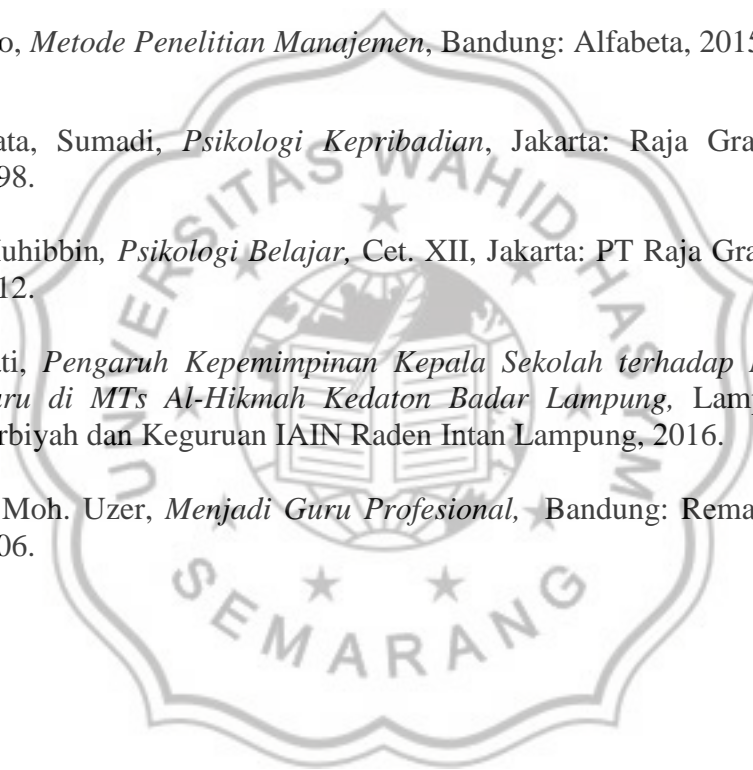 o, Metode Penelitian Manajemen, Bandung: Alfabeta, 2015
ata, Sumadi, Psikologi Kepribadian, Jakarta: Raja Gra
98.
uhibbin, Psikologi Belajar, Cet. XII, Jakarta: PT Raja Gra
12.
ati, Pengaruh Kepemimpinan Kepala Sekolah terhadap
ru di MTs Al-Hikmah Kedaton Badar Lampung, Lamp
rbiyah dan Keguruan IAIN Raden Intan Lampung, 2016.
Moh. Uzer, Menjadi Guru Profesional, Bandung: Rema
06.
UNIVERSITAS WAHID HASYIM
SEMARANG